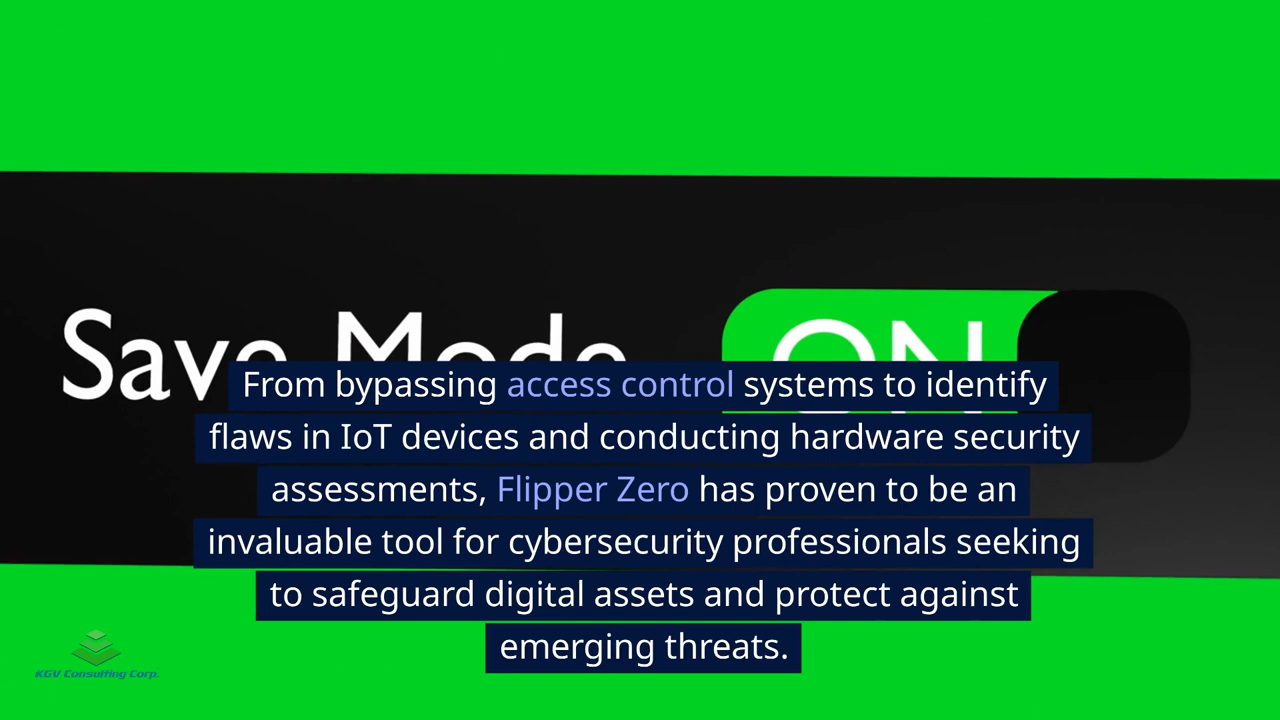 Save Mode ON
From bypassing access control systems to identify
flaws in IoT devices and conducting hardware security
assessments, Flipper Zero has proven to be an
invaluable tool for cybersecurity professionals seeking
to safeguard digital assets and protect against
emerging threats.
KGV Consulting Corp.